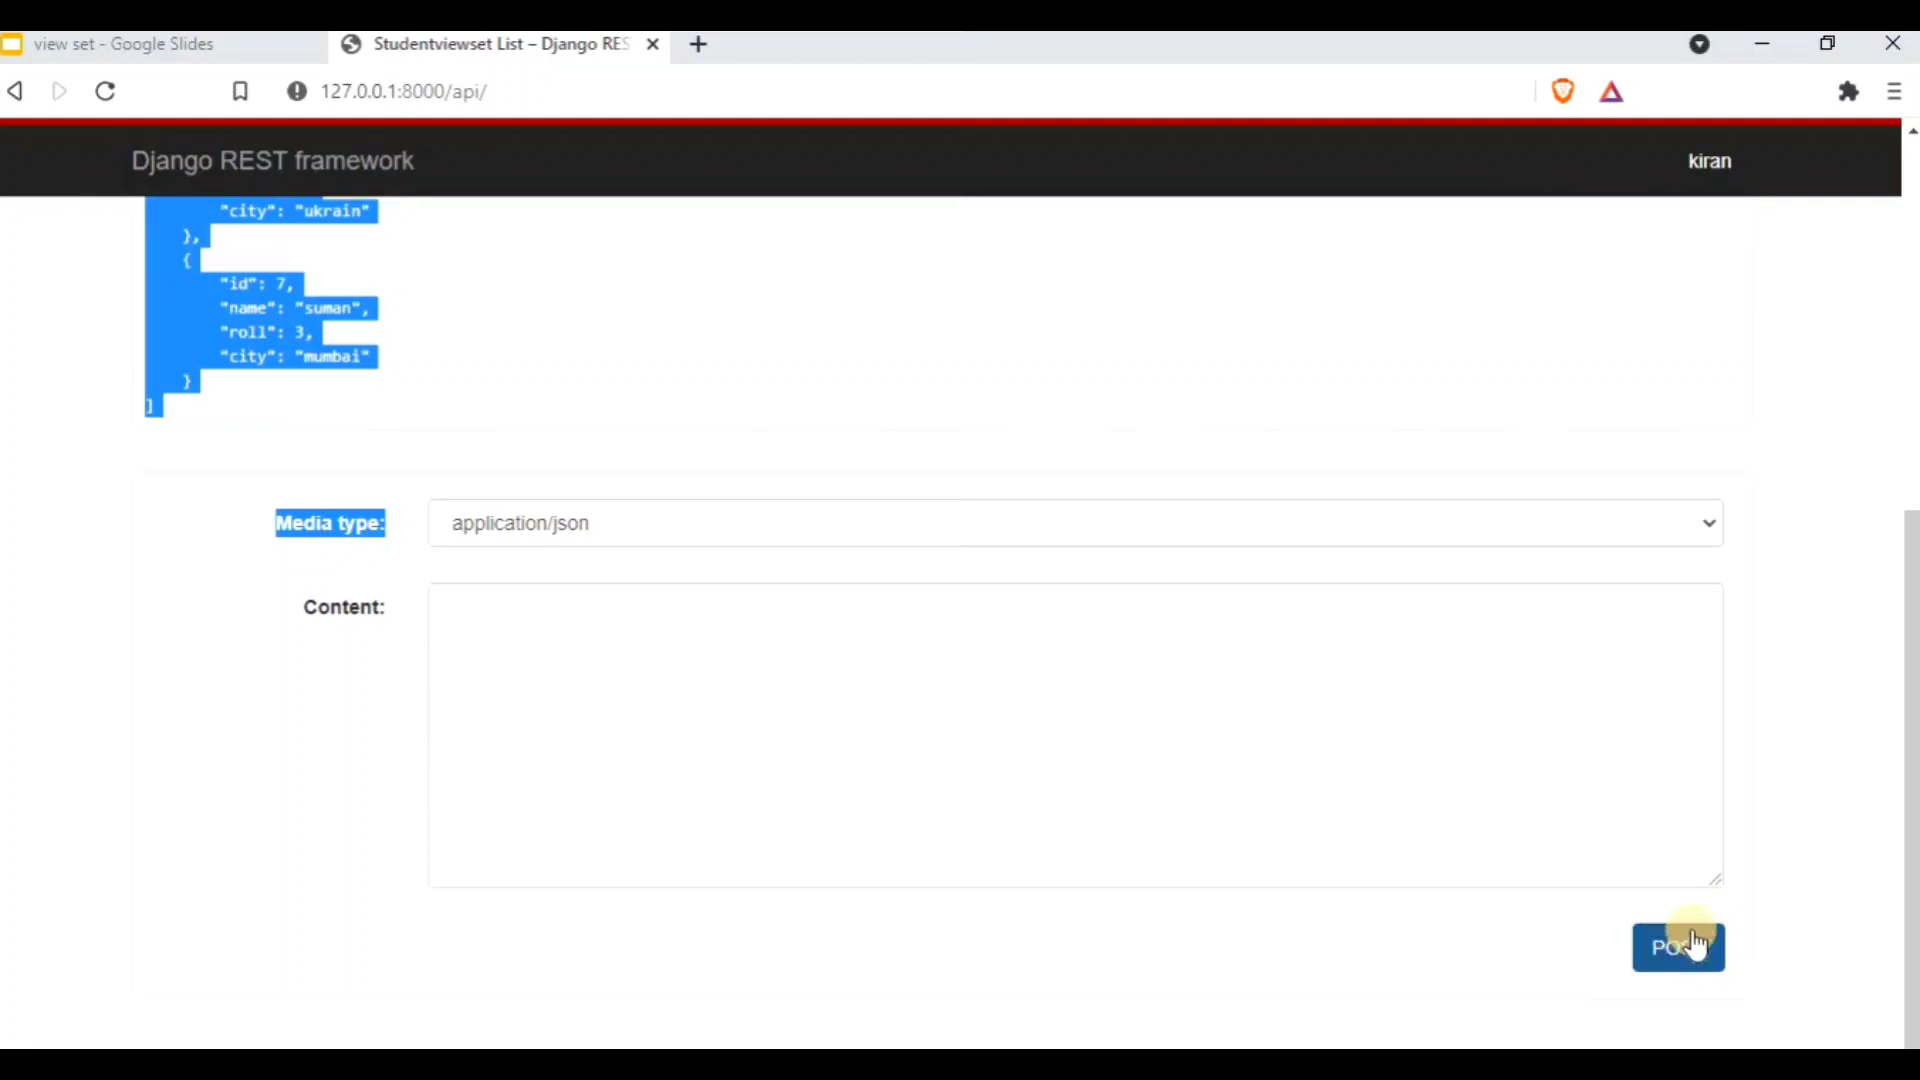 view set - Google Slides
Studentviewset List – Django RES
127.0.0.1:8000/api/
Django REST framework
kiran
"city": "ukrain"
},
{
"id": 7,
"name": "suman",
"roll": 3,
"city": "mumbai"
}
]
Media type:
application/json
Content: